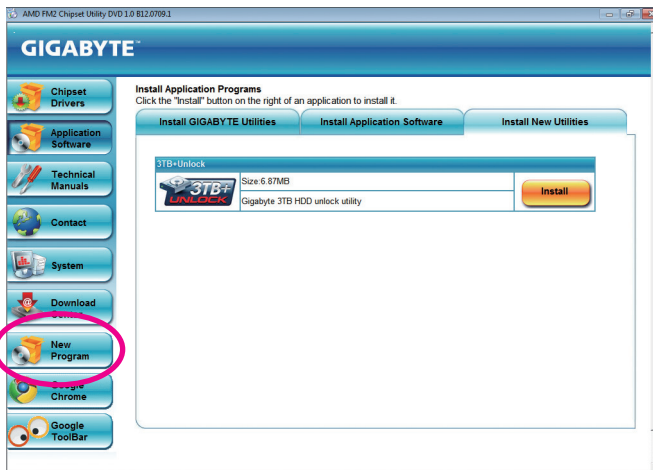 AMD FM2 Chipset Utility DVD 1.0 B12.0709.1
GIGABYTE™
Chipset
Drivers
Application
Software
Technical
Manuals
Contact
System
Download
Center
New
Program
Google
Chrome
Google
ToolBar
Install Application Programs
Click the "Install" button on the right of an application to install it.
Install GIGABYTE Utilities
Install Application Software
Install New Utilities
3TB+Unlock
3TB+
UNLOCK
Size:6.87MB
Gigabyte 3TB HDD unlock utility
Install